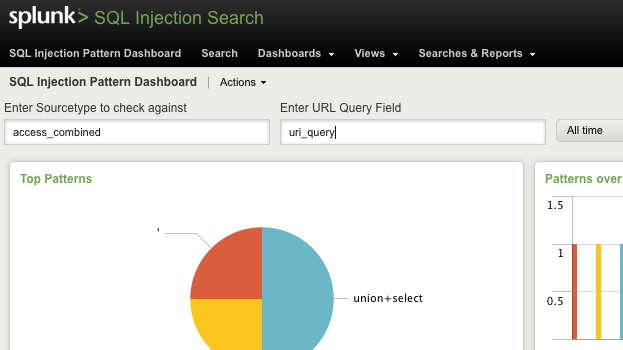 splunk> SQL Injection Search
SQL Injection Pattern Dashboard Search Dashboards Views Searches & Reports
SQL Injection Pattern Dashboard | Actions
Enter Sourcetype to check against Enter URL Query Field
access_combined uri_query All time
Top Patterns Patterns over
1.5
'
1
union+select
0.5